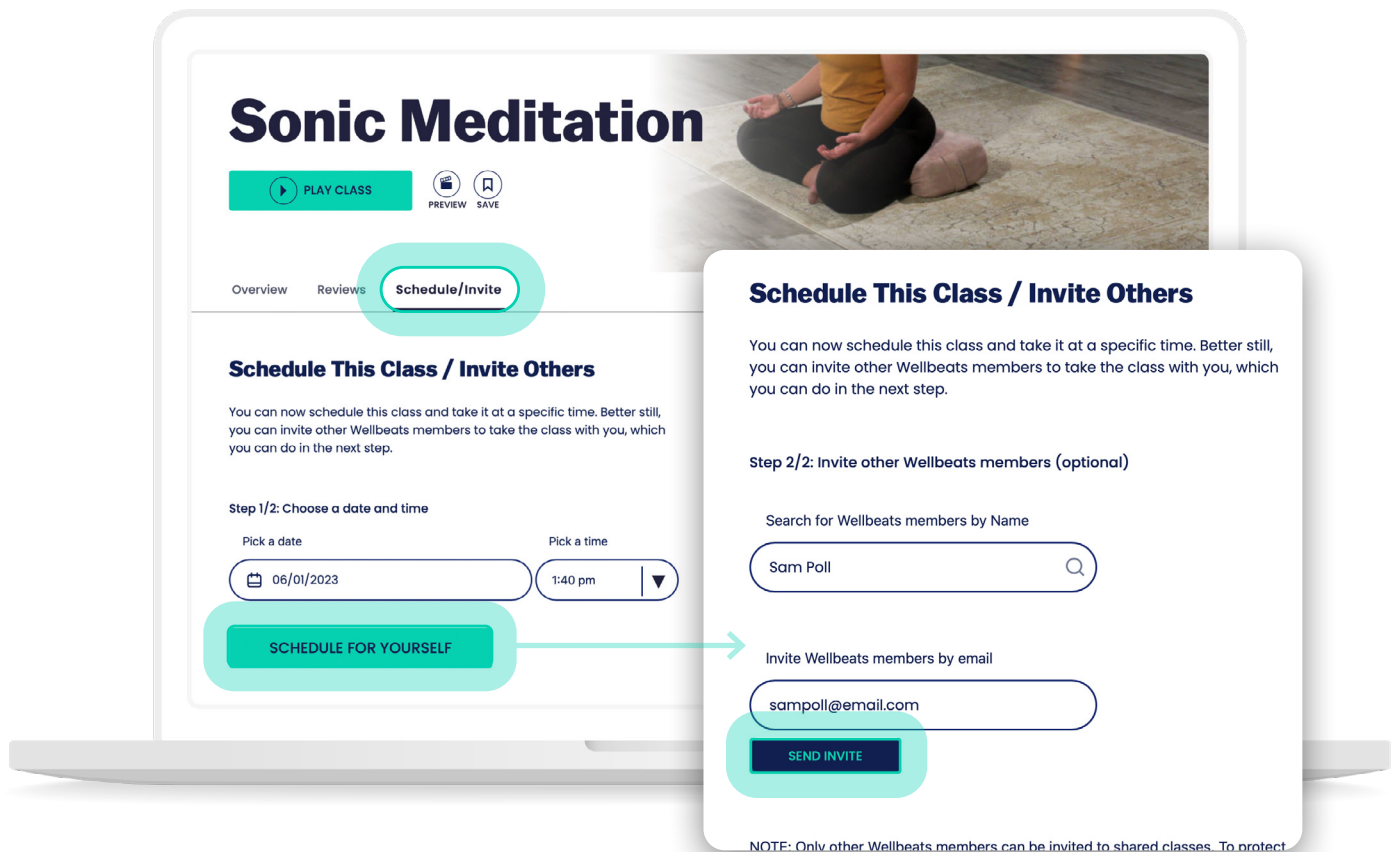 Sonic Meditation
PLAY CLASS
PREVIEW
SAVE
Overview
Reviews
Schedule/Invite
Schedule This Class / Invite Others
You can now schedule this class and take it at a specific time. Better still,
you can invite other Wellbeats members to take the class with you, which
you can do in the next step.
Step 1/2: Choose a date and time
Pick a date
Pick a time
06/01/2023
1:40 pm
SCHEDULE FOR YOURSELF
Schedule This Class / Invite Others
You can now schedule this class and take it at a specific time. Better still,
you can invite other Wellbeats members to take the class with you, which
you can do in the next step.
Step 2/2: Invite other Wellbeats members (optional)
Search for Wellbeats members by Name
Sam Poll
Invite Wellbeats members by email
sampoll@email.com
SEND INVITE
NOTE: Only other Wellbeats members can be invited to shared classes. To protect